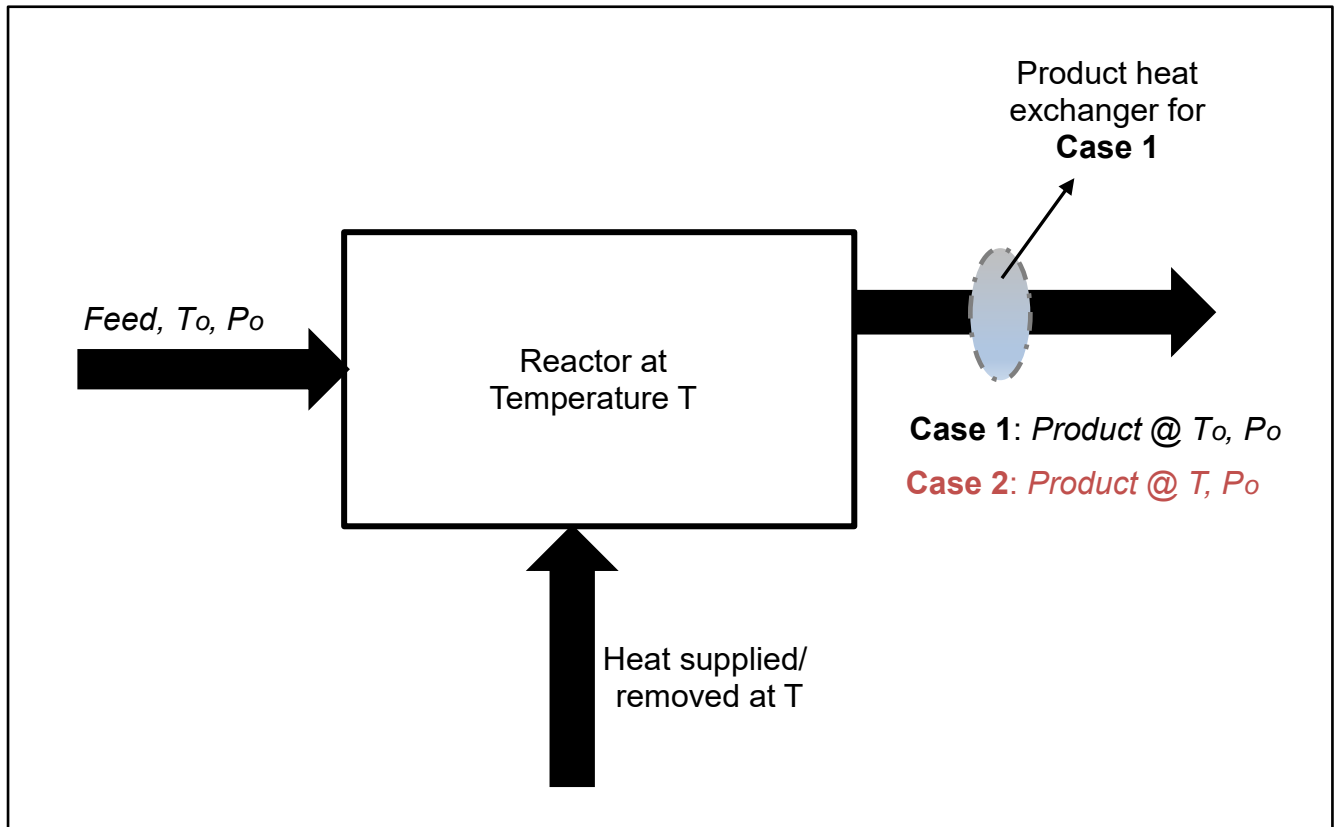 Product heat
exchanger for
Case 1
Feed, To, Po
Reactor at
Temperature T
Case 1: Product @ To, Po
Case 2: Product @ T, Po
Heat supplied/
removed at T